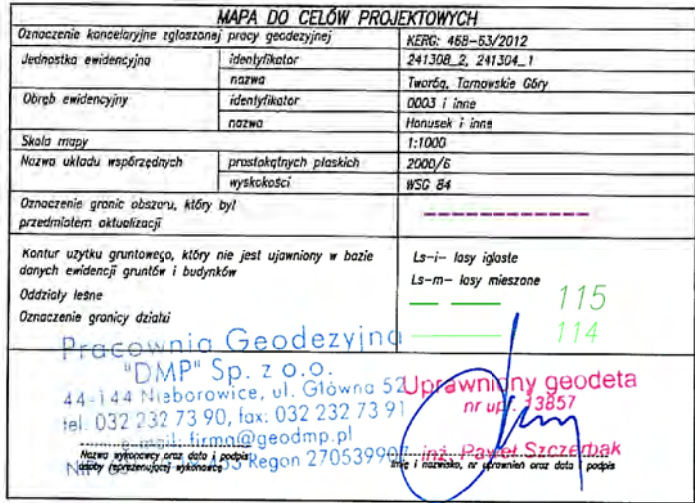 MAPA DO CELÓW PROJEKTOWYCH
Oznaczenie kancelaryjne zgłoszonej pracy geodezyjnej KERG: 468-53/2012
Jednostka ewidencyjna identyfikator 241308_2, 241304_1
nazwa Tworóg, Tarnowskie Góry
Obręb ewidencyjny identyfikator 0003 i inne
nazwa Hanusek i inne
Skala mapy 1:1000
Nazwa układu współrzędnych prostokątnych płaskich 2000/6
wyskokości WSG 84
Oznaczenie granic obszaru, który był
przedmiotem aktualizacji
Kontur użytku gruntowego, który nie jest ujawniony w bazie Ls-i- lasy iglaste
danych ewidencji gruntów i budynków Ls-m- lasy mieszane
Oddziały leśne 115
Oznaczenie granicy działki 114
Pracownia Geodezyjna
"DMP" Sp. z o.o.
44-144 Nieborowice, ul. Główna 52
tel. 032 232 73 90, fax: 032 232 73 91
e-mail: firma@geodmp.pl
NIP Regon
Uprawniony geodeta
nr upr. 13857
inż. Paweł Szczerbak
Nazwa wykonawcy oraz data i podpis
osoby reprezentującej wykonawcę
Imię i nazwisko, nr uprawnień oraz data i podpis